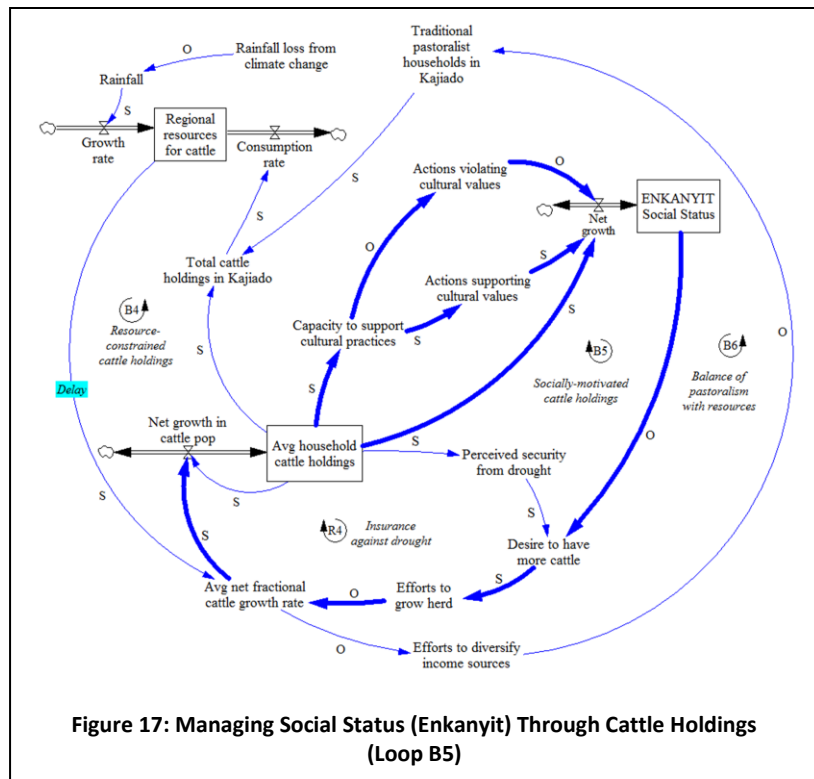 Traditional
pastoralist
households in
Kajiado
O
Rainfall loss from
climate change
Rainfall
S
Regional
resources
for cattle
Growth
rate
Consumption
rate
Actions violating
cultural values
O
ENKANYIT
Social Status
Net
growth
S
S
S
Total cattle
holdings in Kajiado
O
Actions supporting
cultural values
S
B4
Resource-
constrained
cattle holdings
Capacity to support
cultural practices
S
S
B5
Socially-motivated
cattle holdings
B6
Balance of
pastoralism
with resources
O
S
Delay
S
Net growth in
cattle pop
Avg household
cattle holdings
S
Perceived security
from drought
O
S
S
S
S
R4
Insurance
against drought
Desire to have
more cattle
S
Avg net fractional
cattle growth rate
O
Efforts to
grow herd
O
Efforts to diversify
income sources
Figure 17: Managing Social Status (Enkanyit) Through Cattle Holdings
(Loop B5)